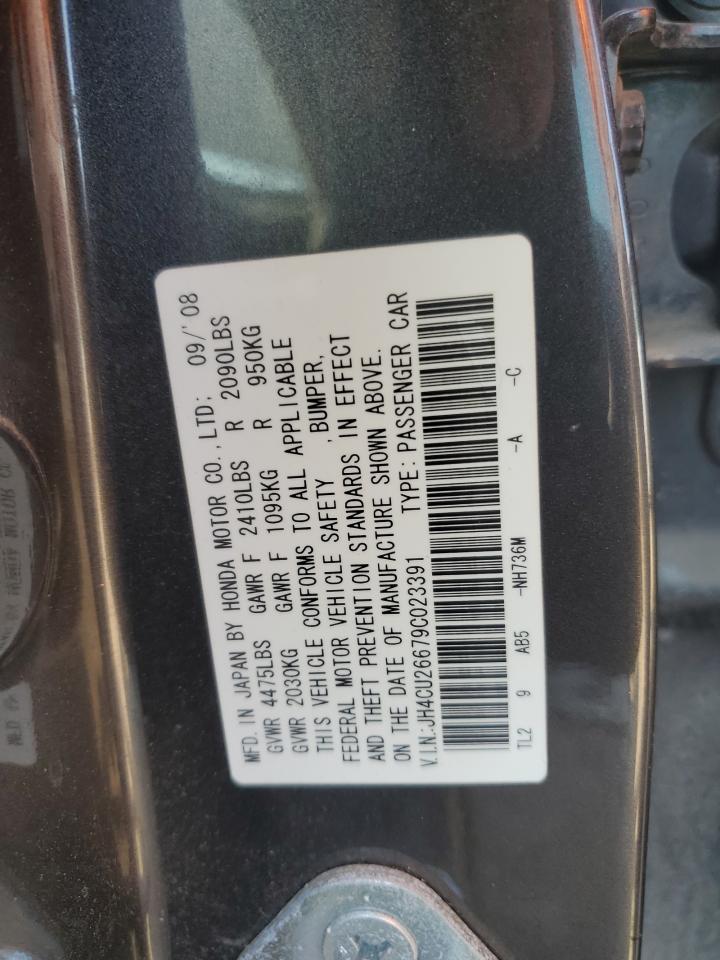 MFD. IN JAPAN BY HONDA MOTOR CO., LTD; 09/'08
GVWR 4475LBS GAWR F 2410LBS R 2090LBS
GVWR 2030KG GAWR F 1095KG R 950KG
THIS VEHICLE CONFORMS TO ALL APPLICABLE
FEDERAL MOTOR VEHICLE SAFETY , BUMPER,
AND THEFT PREVENTION STANDARDS IN EFFECT
ON THE DATE OF MANUFACTURE SHOWN ABOVE.
V.I.N:JH4CU26679C023391 TYPE: PASSENGER CAR
TL2 9 AB5 -NH736M -A -C